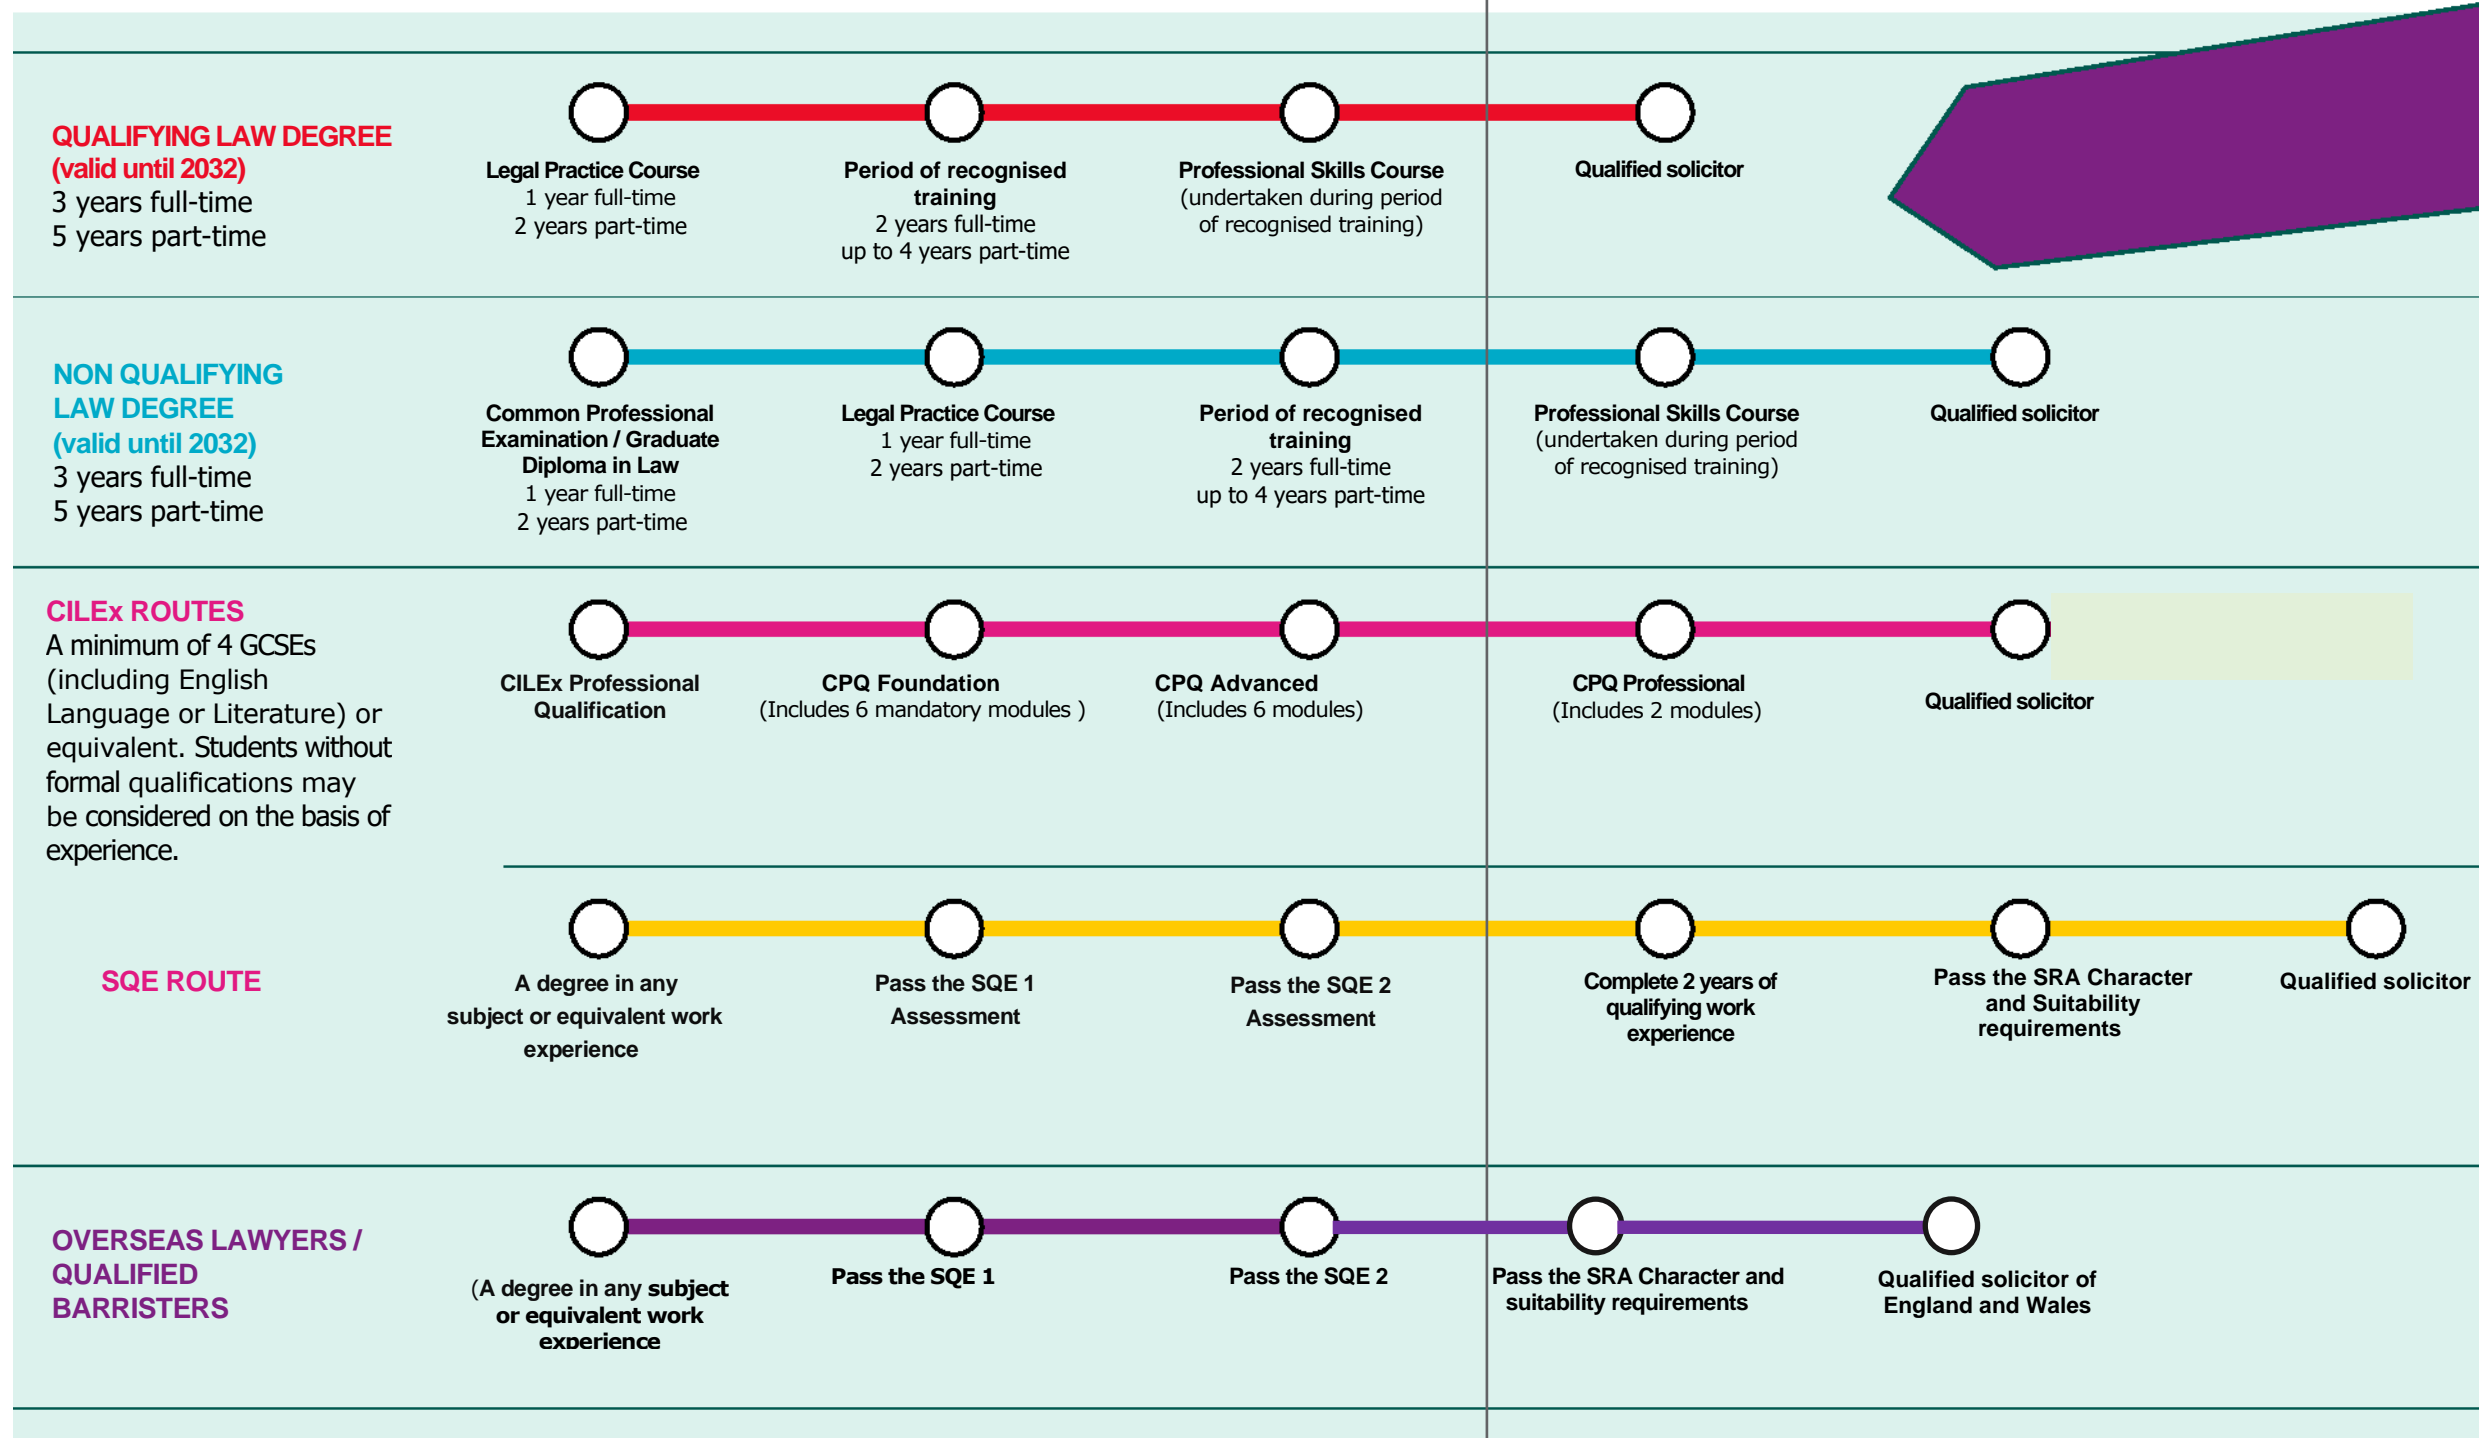 QUALIFYING LAW DEGREE
(valid until 2032)
3 years full-time
5 years part-time
Legal Practice Course
1 year full-time
2 years part-time
Period of recognised
training
2 years full-time
up to 4 years part-time
Professional Skills Course
(undertaken during period
of recognised training)
Qualified solicitor
NON QUALIFYING
LAW DEGREE
(valid until 2032)
3 years full-time
5 years part-time
Common Professional
Examination / Graduate
Diploma in Law
1 year full-time
2 years part-time
Legal Practice Course
1 year full-time
2 years part-time
Period of recognised
training
2 years full-time
up to 4 years part-time
Professional Skills Course
(undertaken during period
of recognised training)
Qualified solicitor
CILEx ROUTES
A minimum of 4 GCSEs
(including English
Language or Literature) or
equivalent. Students without
formal qualifications may
be considered on the basis of
experience.
CILEx Professional
Qualification
CPQ Foundation
(Includes 6 mandatory modules )
CPQ Advanced
(Includes 6 modules)
CPQ Professional
(Includes 2 modules)
Qualified solicitor
SQE ROUTE
A degree in any
subject or equivalent work
experience
Pass the SQE 1
Assessment
Pass the SQE 2
Assessment
Complete 2 years of
qualifying work
experience
Pass the SRA Character
and Suitability
requirements
Qualified solicitor
OVERSEAS LAWYERS /
QUALIFIED
BARRISTERS
(A degree in any subject
or equivalent work
experience
Pass the SQE 1
Pass the SQE 2
Pass the SRA Character and
suitability requirements
Qualified solicitor of
England and Wales